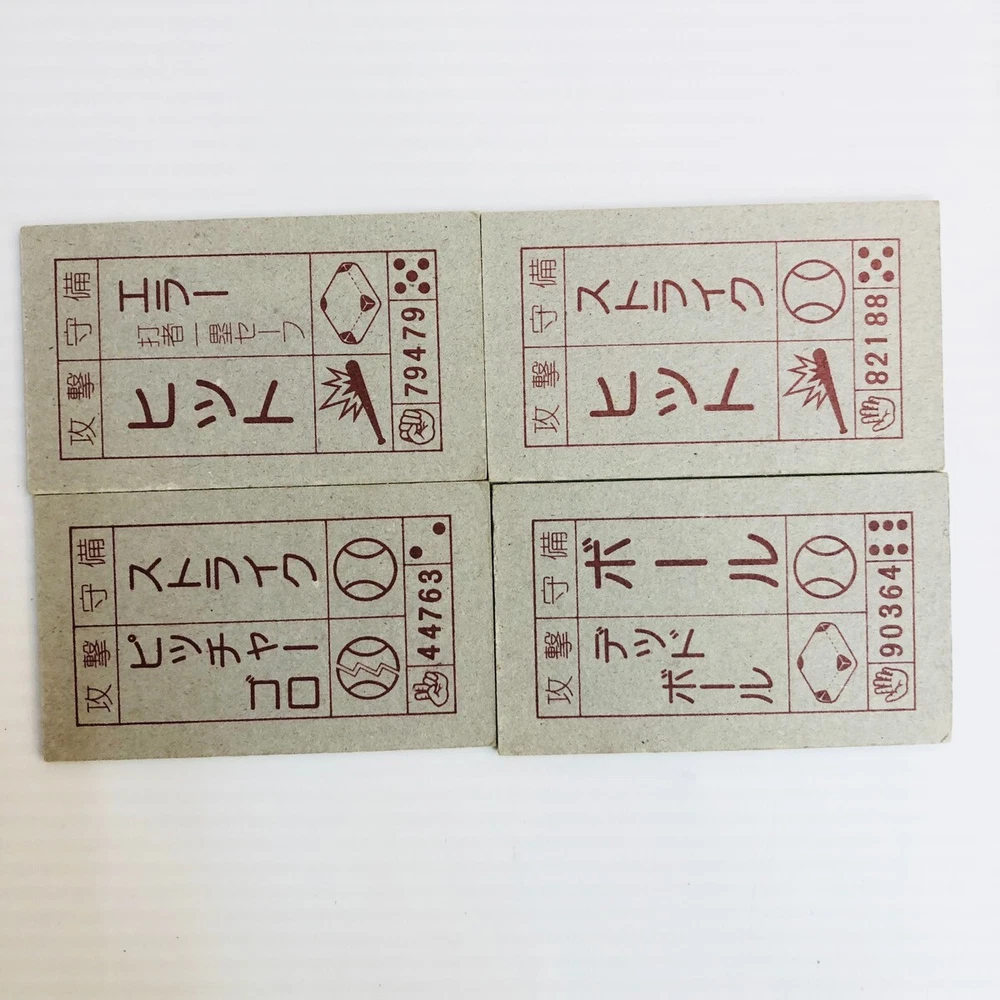 攻撃 守備
エラー
打者一塁セーフ
ヒット
79479
攻撃 守備
ストライク
ヒット
82188
攻撃 守備
ストライク
ピッチャー
ゴロ
44763
攻撃 守備
ボール
デッド
ボール
90364